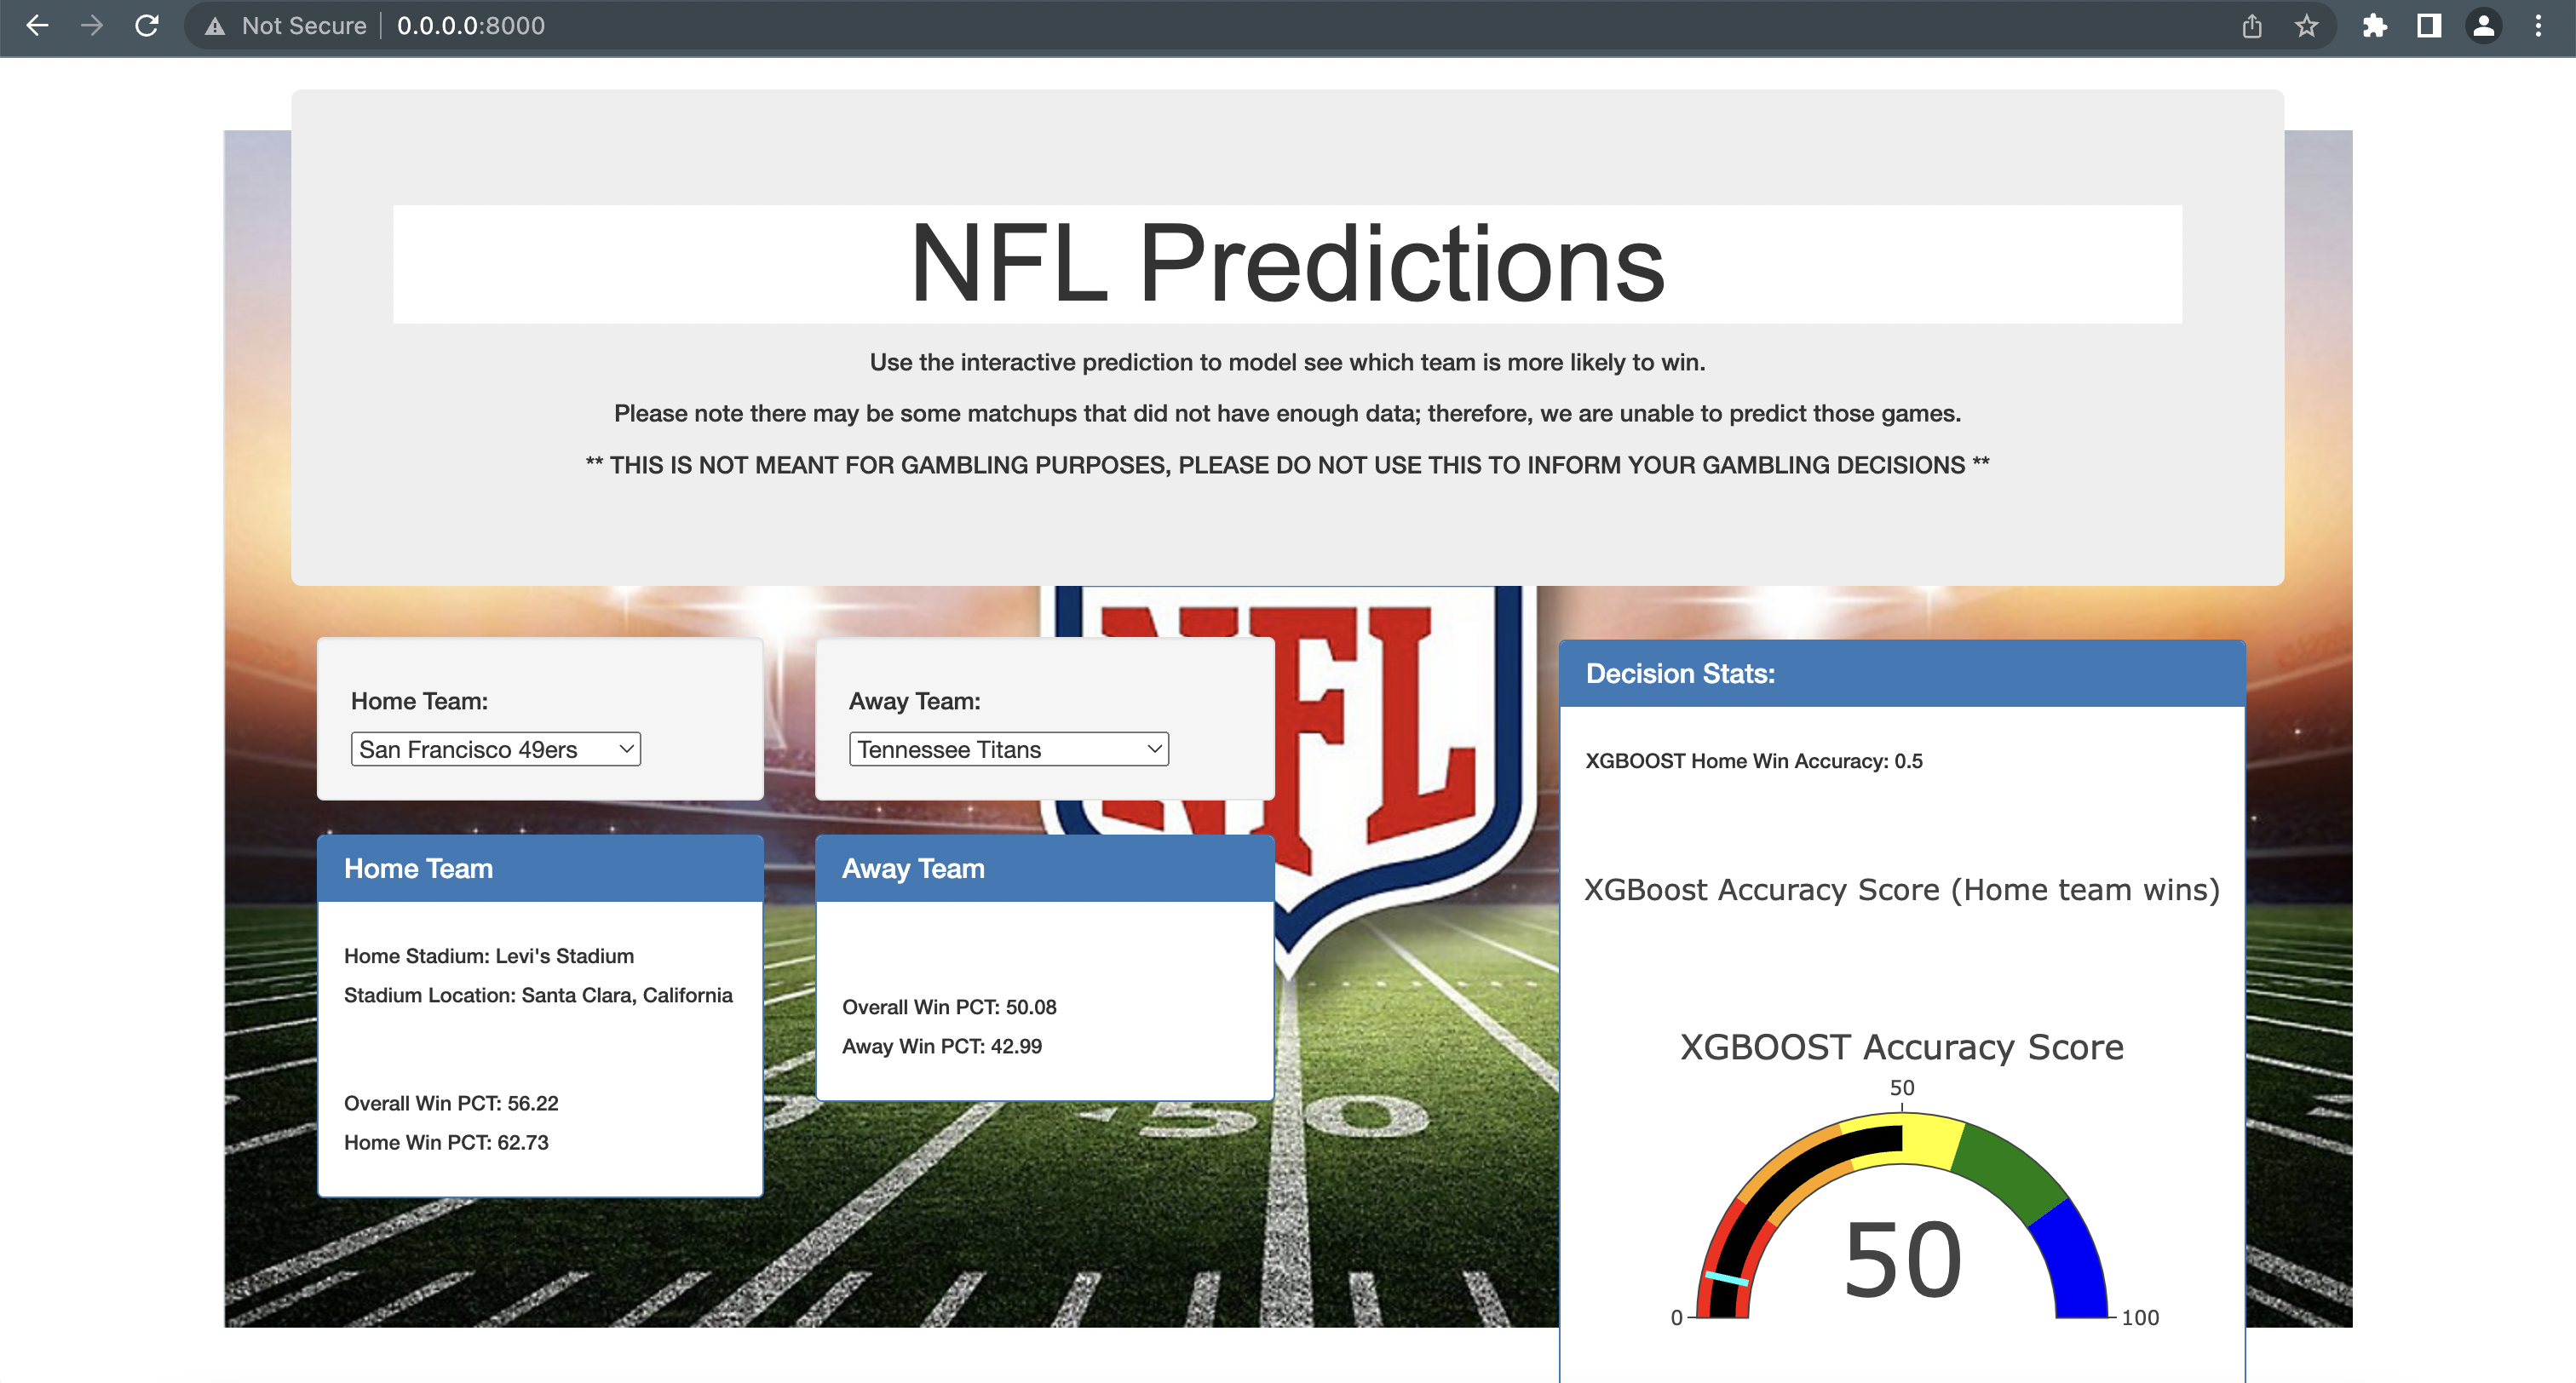 Not Secure | 0.0.0.0:8000
NFL Predictions
Use the interactive prediction to model see which team is more likely to win.
Please note there may be some matchups that did not have enough data; therefore, we are unable to predict those games.
** THIS IS NOT MEANT FOR GAMBLING PURPOSES, PLEASE DO NOT USE THIS TO INFORM YOUR GAMBLING DECISIONS **
NFL
Home Team:
San Francisco 49ers
Away Team:
Tennessee Titans
Home Team
Home Stadium: Levi's Stadium
Stadium Location: Santa Clara, California
Overall Win PCT: 56.22
Home Win PCT: 62.73
Away Team
Overall Win PCT: 50.08
Away Win PCT: 42.99
50
Decision Stats:
XGBOOST Home Win Accuracy: 0.5
XGBoost Accuracy Score (Home team wins)
XGBOOST Accuracy Score
50
50
0
100